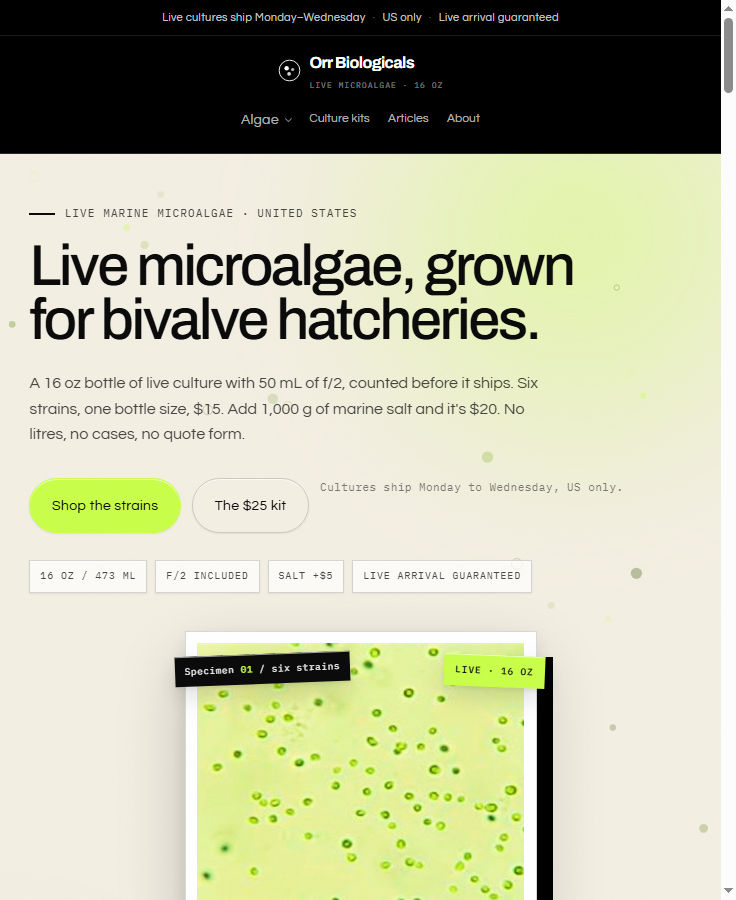 Live cultures ship Monday–Wednesday · US only · Live arrival guaranteed
Orr Biologicals
LIVE MICROALGAE · 16 OZ
Algae Culture kits Articles About
LIVE MARINE MICROALGAE · UNITED STATES
Live microalgae, grown
for bivalve hatcheries.
A 16 oz bottle of live culture with 50 mL of f/2, counted before it ships. Six
strains, one bottle size, $15. Add 1,000 g of marine salt and it's $20. No
litres, no cases, no quote form.
Shop the strains The $25 kit Cultures ship Monday to Wednesday, US only.
16 OZ / 473 ML F/2 INCLUDED SALT +$5 LIVE ARRIVAL GUARANTEED
Specimen 01 / six strains LIVE · 16 OZ